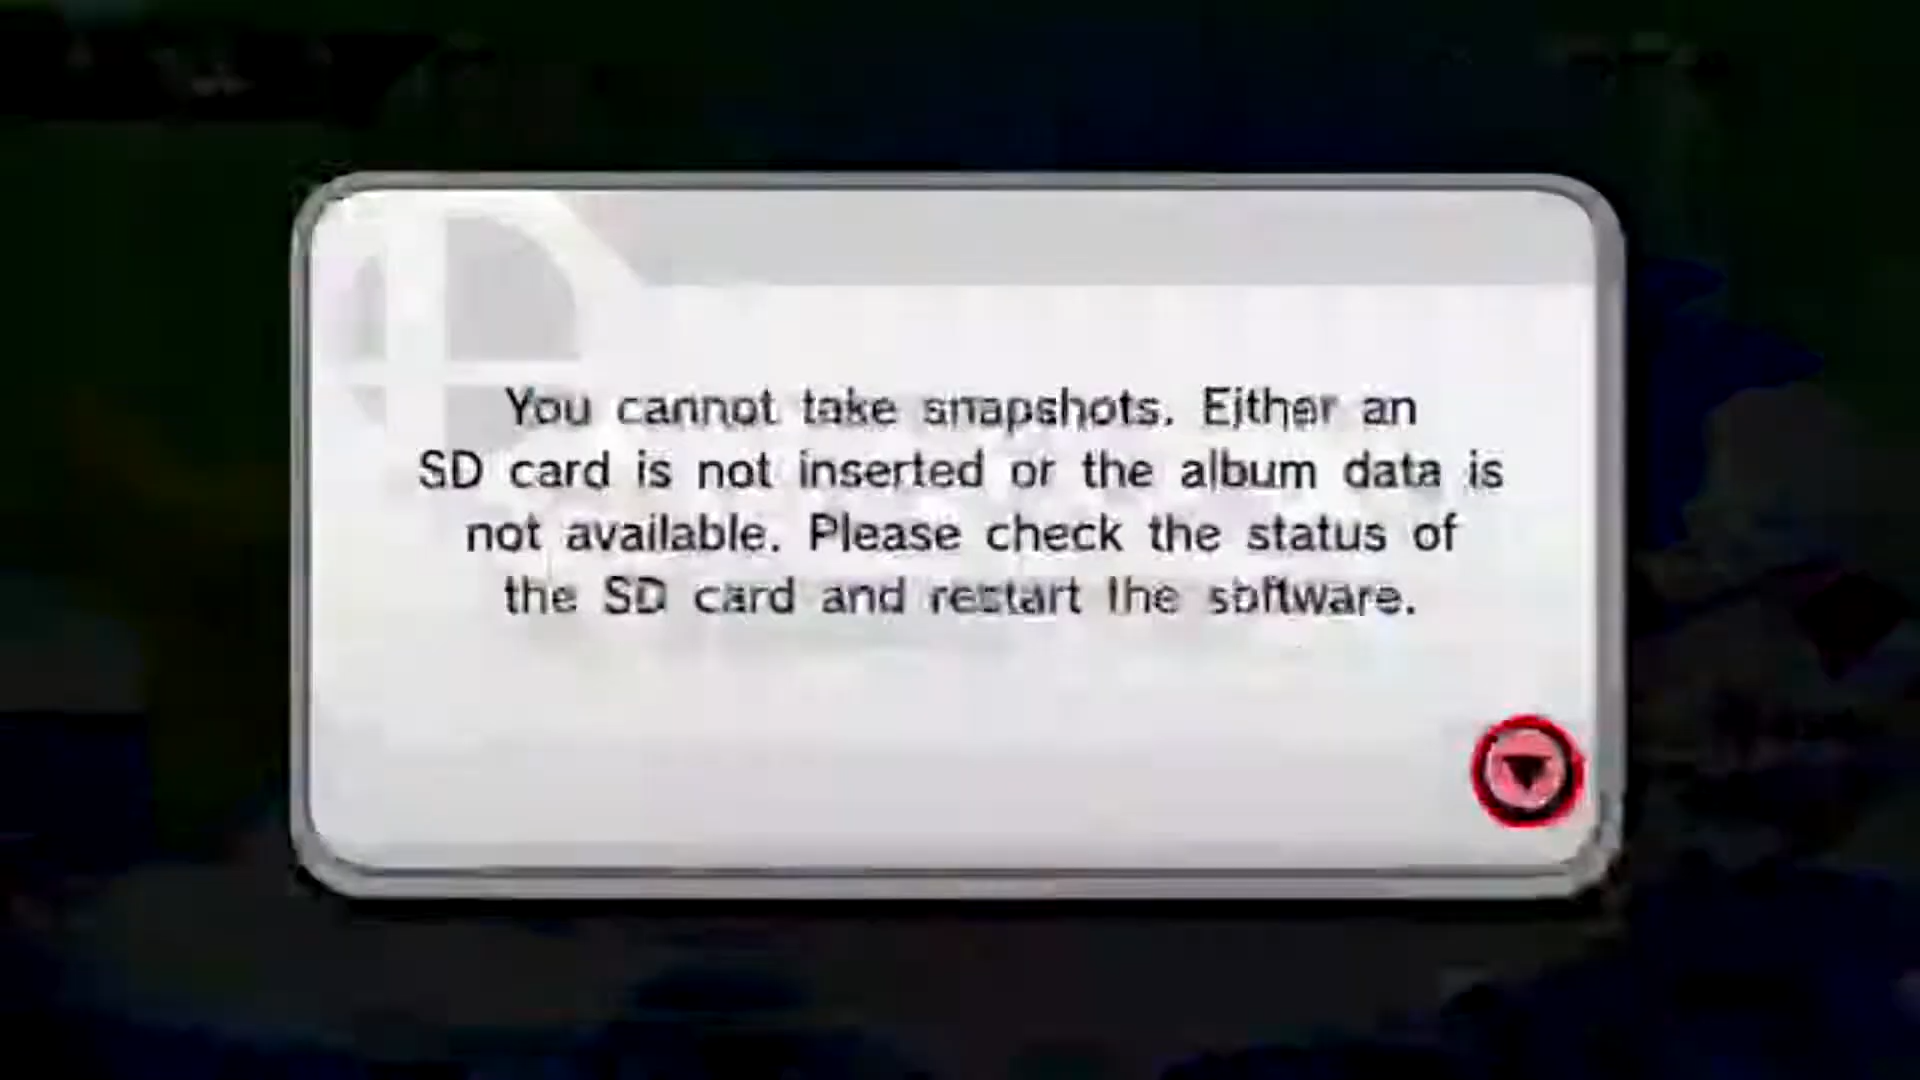 You cannot take snapshots. Either an
SD card is not inserted or the album data is
not available. Please check the status of
the SD card and restart the software.